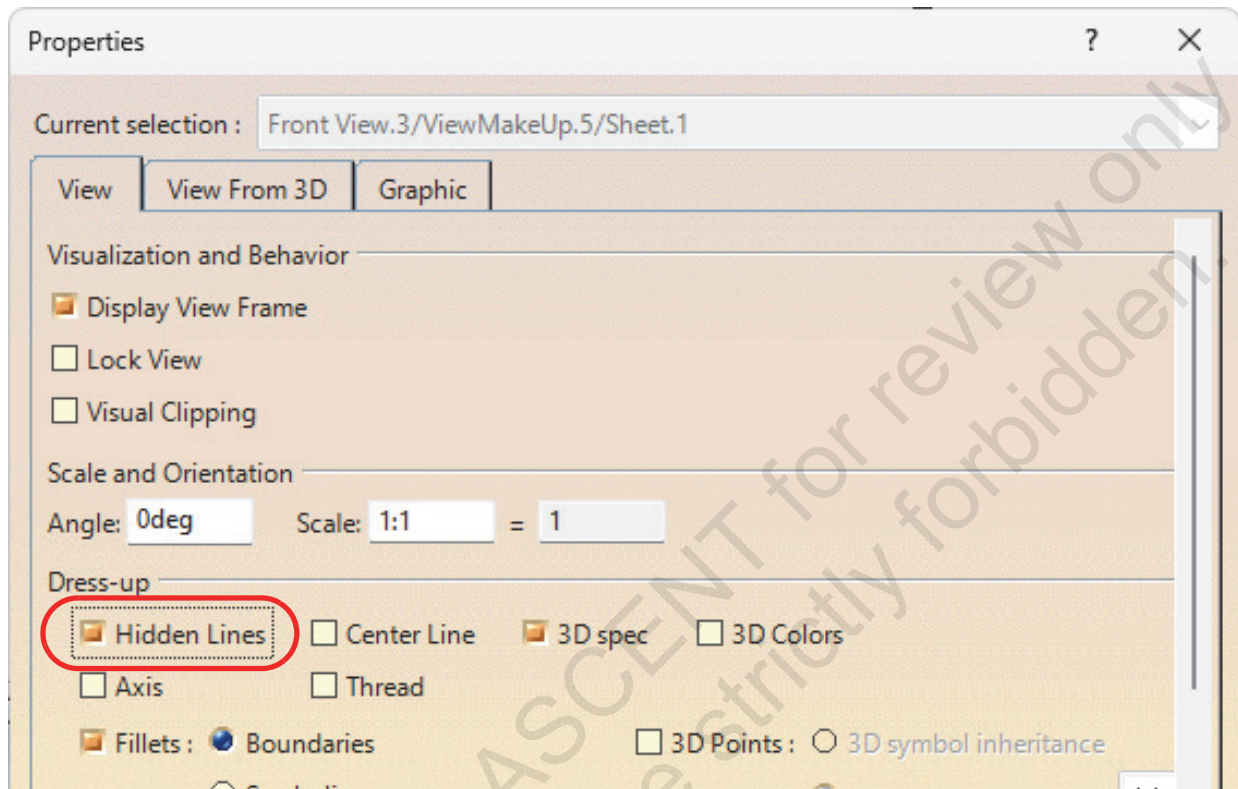 Properties ?
Current selection : Front View.3/ViewMakeUp.5/Sheet.1
View View From 3D Graphic
Visualization and Behavior
Display View Frame
Lock View
Visual Clipping
Scale and Orientation
Angle: 0deg Scale: 1:1 = 1
Dress-up
Hidden Lines Center Line 3D spec 3D Colors
Axis Thread
Fillets : Boundaries 3D Points : 3D symbol inheritance
ASCENT for review only
strictly forbidden.